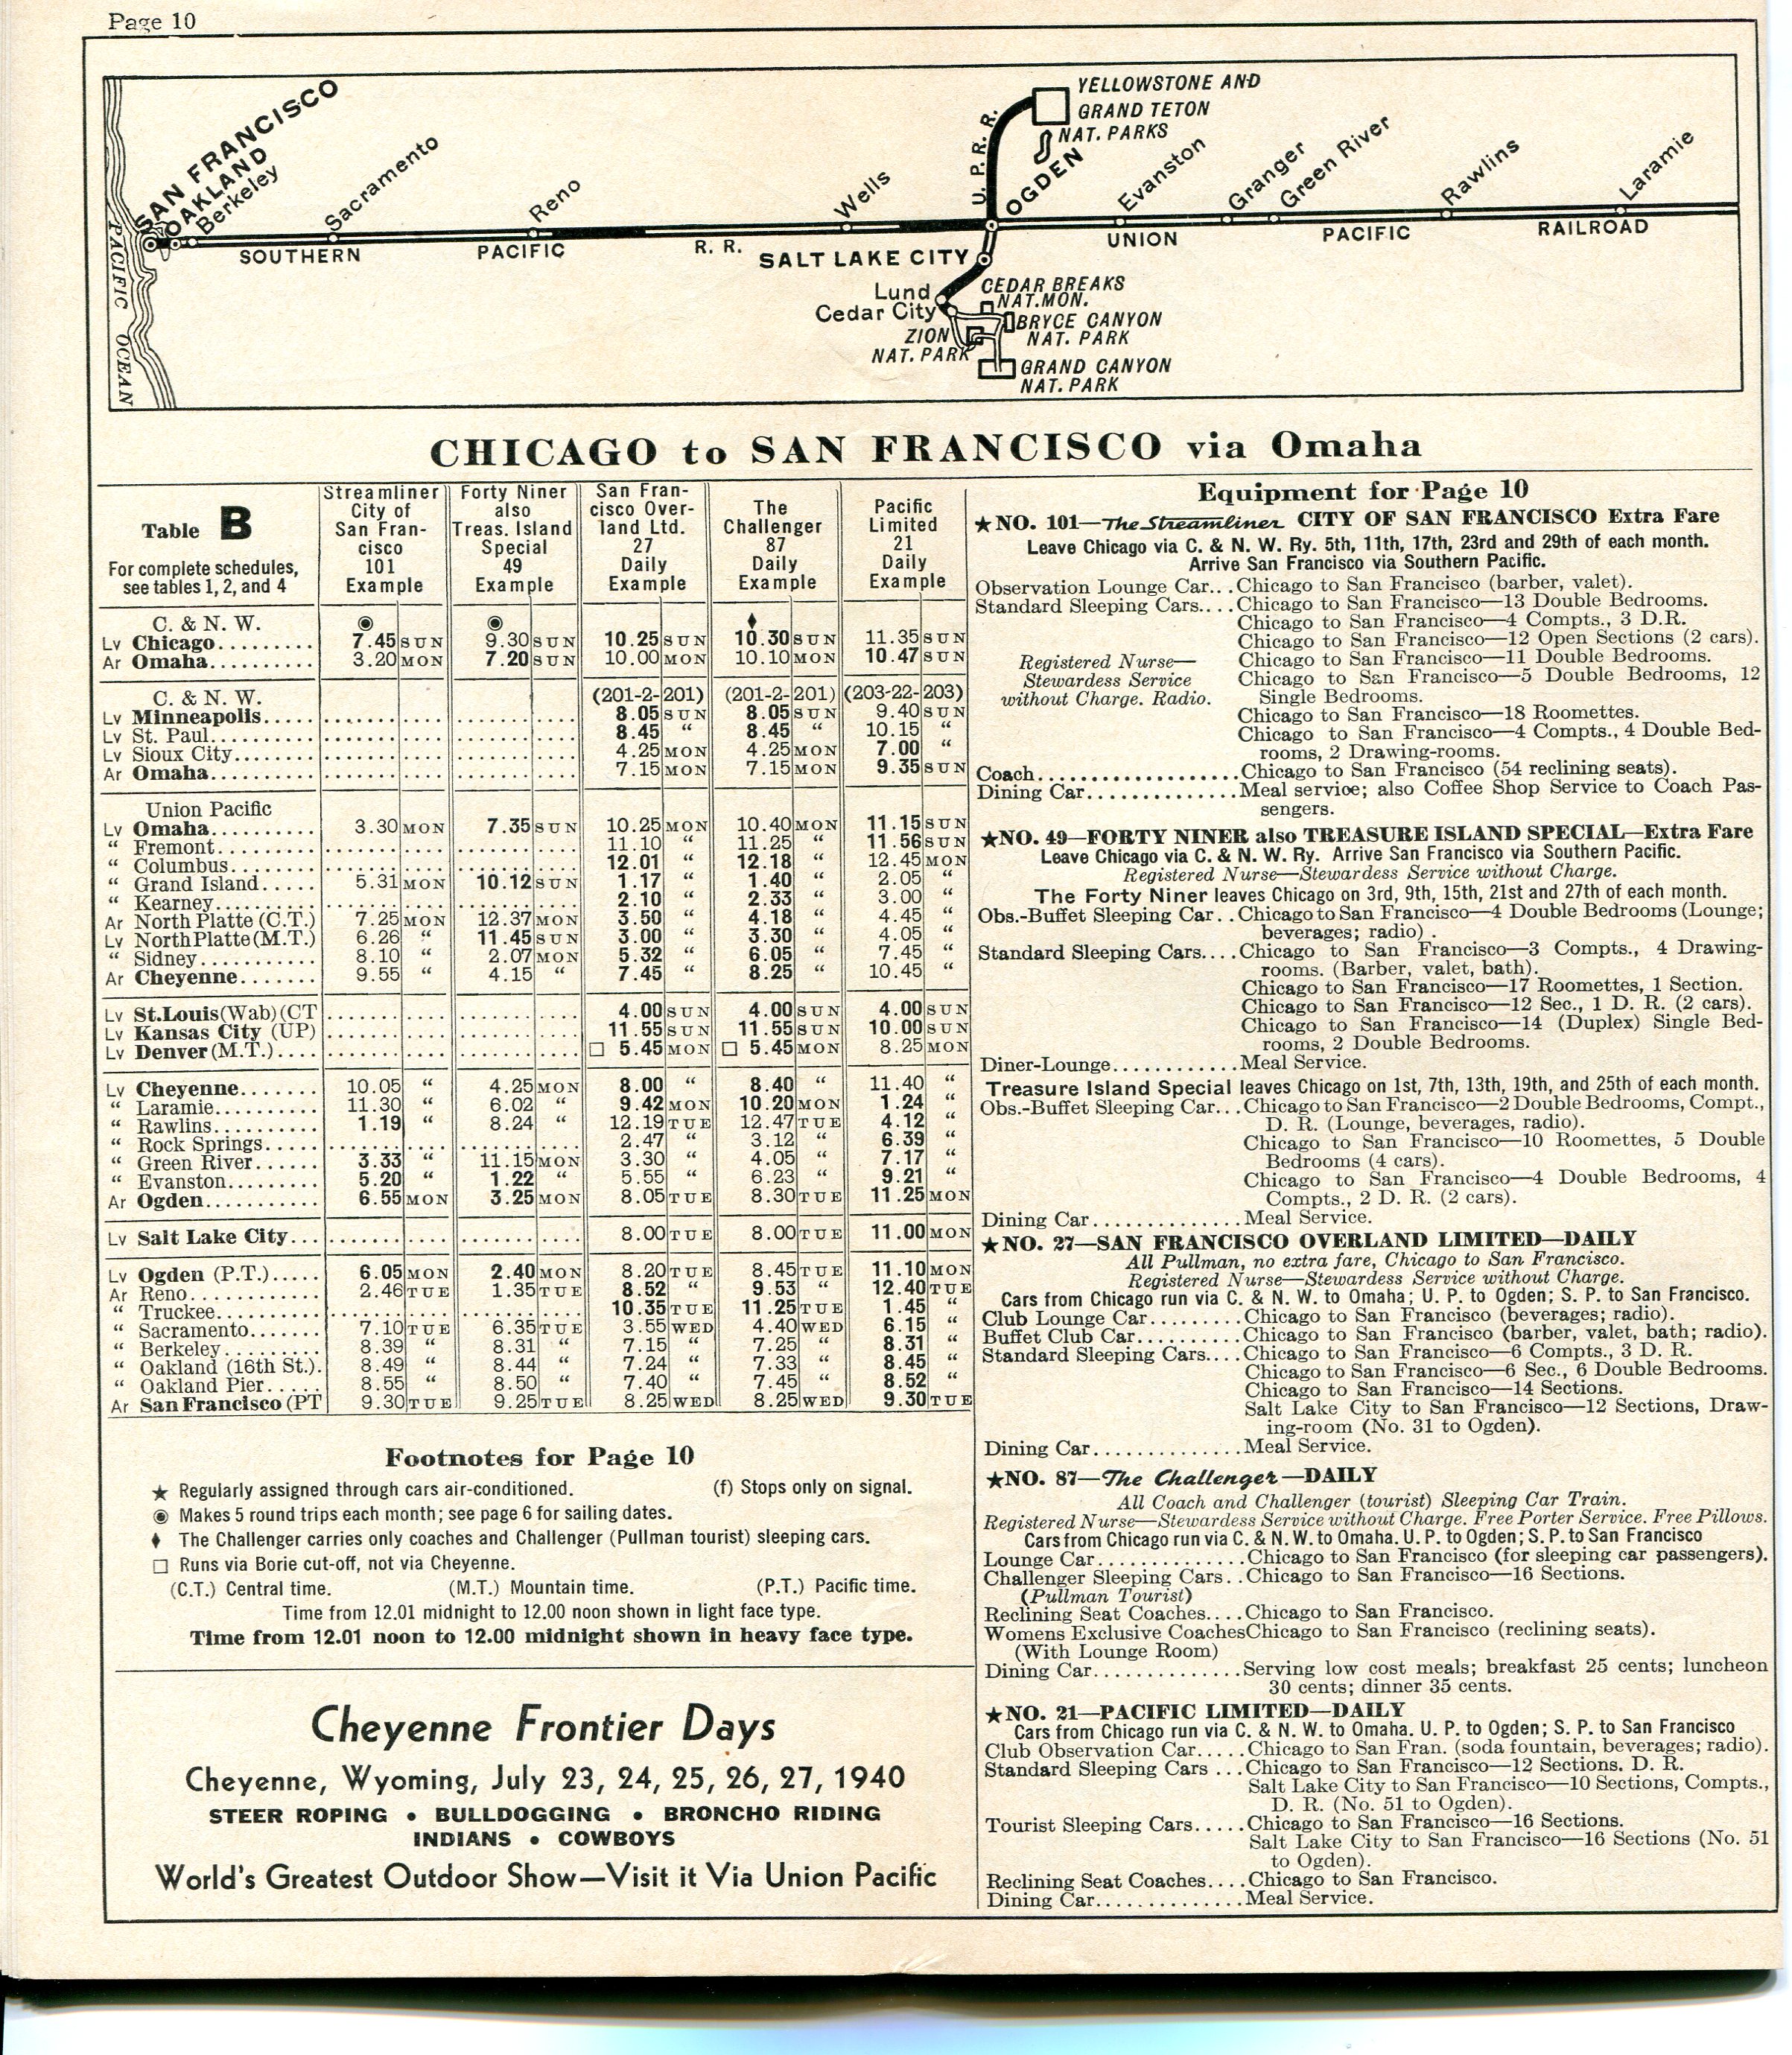 Page 10
SAN FRANCISCO
OAKLAND
Berkeley
Sacramento
Reno
Wells
U. P. R. R.
YELLOWSTONE AND
GRAND TETON
NAT. PARKS
OGDEN
Evanston
Granger
Green River
Rawlins
Laramie
SOUTHERN PACIFIC R. R.
UNION PACIFIC RAILROAD
SALT LAKE CITY
Lund
Cedar City
CEDAR BREAKS
NAT. MON.
BRYCE CANYON
NAT. PARK
ZION
NAT. PARK
GRAND CANYON
NAT. PARK
PACIFIC OCEAN
CHICAGO to SAN FRANCISCO via Omaha
Table B
For complete schedules,
see tables 1, 2, and 4
Streamliner
City of
San Fran-
cisco
101
Example
Forty Niner
also
Treas. Island
Special
49
Example
San Fran-
cisco Over-
land Ltd.
27
Daily
Example
The
Challenger
87
Daily
Example
Pacific
Limited
21
Daily
Example
C. & N. W. ◉ ◉ ♦
Lv Chicago......... 7.45 SUN 9.30 SUN 10.25 SUN 10.30 SUN 11.35 SUN
Ar Omaha.......... 3.20 MON 7.20 SUN 10.00 MON 10.10 MON 10.47 SUN
C. & N. W. (201-2-201) (201-2-201) (203-22-203)
Lv Minneapolis..... 8.05 SUN 8.05 SUN 9.40 SUN
Lv St. Paul.......... 8.45 “ 8.45 “ 10.15 “
Lv Sioux City........ 4.25 MON 4.25 MON 7.00 “
Ar Omaha.......... 7.15 MON 7.15 MON 9.35 SUN
Union Pacific
Lv Omaha.......... 3.30 MON 7.35 SUN 10.25 MON 10.40 MON 11.15 SUN
“ Fremont.......... 11.10 “ 11.25 “ 11.56 SUN
“ Columbus......... 12.01 “ 12.18 “ 12.45 MON
“ Grand Island..... 5.31 MON 10.12 SUN 1.17 “ 1.40 “ 2.05 “
“ Kearney.......... 2.10 “ 2.33 “ 3.00 “
Ar North Platte (C.T.) 7.25 MON 12.37 MON 3.50 “ 4.18 “ 4.45 “
Lv North Platte (M.T.) 6.26 “ 11.45 SUN 3.00 “ 3.30 “ 4.05 “
“ Sidney........... 8.10 “ 2.07 MON 5.32 “ 6.05 “ 7.45 “
Ar Cheyenne....... 9.55 “ 4.15 “ 7.45 “ 8.25 “ 10.45 “
Lv St.Louis (Wab) (CT 4.00 SUN 4.00 SUN 4.00 SUN
Lv Kansas City (UP) 11.55 SUN 11.55 SUN 10.00 SUN
Lv Denver (M.T.).... □ 5.45 MON □ 5.45 MON 8.25 MON
Lv Cheyenne....... 10.05 “ 4.25 MON 8.00 “ 8.40 “ 11.40 “
“ Laramie.......... 11.30 “ 6.02 “ 9.42 MON 10.20 MON 1.24 “
“ Rawlins.......... 1.19 “ 8.24 “ 12.19 TUE 12.47 TUE 4.12 “
“ Rock Springs..... 2.47 “ 3.12 “ 6.39 “
“ Green River...... 3.33 “ 11.15 MON 3.30 “ 4.05 “ 7.17 “
“ Evanston......... 5.20 “ 1.22 “ 5.55 “ 6.23 “ 9.21 “
Ar Ogden.......... 6.55 MON 3.25 MON 8.05 TUE 8.30 TUE 11.25 MON
Lv Salt Lake City... 8.00 TUE 8.00 TUE 11.00 MON
Lv Ogden (P.T.)..... 6.05 MON 2.40 MON 8.20 TUE 8.45 TUE 11.10 MON
Ar Reno............ 2.46 TUE 1.35 TUE 8.52 “ 9.53 “ 12.40 TUE
“ Truckee.......... 10.35 TUE 11.25 TUE 1.45 “
“ Sacramento....... 7.10 TUE 6.35 TUE 3.55 WED 4.40 WED 6.15 “
“ Berkeley......... 8.39 “ 8.31 “ 7.15 “ 7.25 “ 8.31 “
“ Oakland (16th St.). 8.49 “ 8.44 “ 7.24 “ 7.33 “ 8.45 “
“ Oakland Pier..... 8.55 “ 8.50 “ 7.40 “ 7.45 “ 8.52 “
Ar San Francisco (PT 9.30 TUE 9.25 TUE 8.25 WED 8.25 WED 9.30 TUE
Footnotes for Page 10
★ Regularly assigned through cars air-conditioned. (f) Stops only on signal.
◉ Makes 5 round trips each month; see page 6 for sailing dates.
♦ The Challenger carries only coaches and Challenger (Pullman tourist) sleeping cars.
□ Runs via Borie cut-off, not via Cheyenne.
(C.T.) Central time. (M.T.) Mountain time. (P.T.) Pacific time.
Time from 12.01 midnight to 12.00 noon shown in light face type.
Time from 12.01 noon to 12.00 midnight shown in heavy face type.
Cheyenne Frontier Days
Cheyenne, Wyoming, July 23, 24, 25, 26, 27, 1940
STEER ROPING • BULLDOGGING • BRONCHO RIDING
INDIANS • COWBOYS
World's Greatest Outdoor Show—Visit it Via Union Pacific
Equipment for Page 10
★NO. 101—The Streamliner CITY OF SAN FRANCISCO Extra Fare
Leave Chicago via C. & N. W. Ry. 5th, 11th, 17th, 23rd and 29th of each month.
Arrive San Francisco via Southern Pacific.
Observation Lounge Car...Chicago to San Francisco (barber, valet).
Standard Sleeping Cars....Chicago to San Francisco—13 Double Bedrooms.
Chicago to San Francisco—4 Compts., 3 D.R.
Chicago to San Francisco—12 Open Sections (2 cars).
Registered Nurse— Chicago to San Francisco—11 Double Bedrooms.
Stewardess Service Chicago to San Francisco—5 Double Bedrooms, 12
without Charge. Radio. Single Bedrooms.
Chicago to San Francisco—18 Roomettes.
Chicago to San Francisco—4 Compts., 4 Double Bed-
rooms, 2 Drawing-rooms.
Coach....................Chicago to San Francisco (54 reclining seats).
Dining Car...............Meal service; also Coffee Shop Service to Coach Pas-
sengers.
★NO. 49—FORTY NINER also TREASURE ISLAND SPECIAL—Extra Fare
Leave Chicago via C. & N. W. Ry. Arrive San Francisco via Southern Pacific.
Registered Nurse—Stewardess Service without Charge.
The Forty Niner leaves Chicago on 3rd, 9th, 15th, 21st and 27th of each month.
Obs.-Buffet Sleeping Car..Chicago to San Francisco—4 Double Bedrooms (Lounge;
beverages; radio).
Standard Sleeping Cars....Chicago to San Francisco—3 Compts., 4 Drawing-
rooms. (Barber, valet, bath).
Chicago to San Francisco—17 Roomettes, 1 Section.
Chicago to San Francisco—12 Sec., 1 D. R. (2 cars).
Chicago to San Francisco—14 (Duplex) Single Bed-
rooms, 2 Double Bedrooms.
Diner-Lounge.............Meal Service.
Treasure Island Special leaves Chicago on 1st, 7th, 13th, 19th, and 25th of each month.
Obs.-Buffet Sleeping Car...Chicago to San Francisco—2 Double Bedrooms, Compt.,
D. R. (Lounge, beverages, radio).
Chicago to San Francisco—10 Roomettes, 5 Double
Bedrooms (4 cars).
Chicago to San Francisco—4 Double Bedrooms, 4
Compts., 2 D. R. (2 cars).
Dining Car...............Meal Service.
★NO. 27—SAN FRANCISCO OVERLAND LIMITED—DAILY
All Pullman, no extra fare, Chicago to San Francisco.
Registered Nurse—Stewardess Service without Charge.
Cars from Chicago run via C. & N. W. to Omaha; U. P. to Ogden; S. P. to San Francisco.
Club Lounge Car..........Chicago to San Francisco (beverages; radio).
Buffet Club Car...........Chicago to San Francisco (barber, valet, bath; radio).
Standard Sleeping Cars....Chicago to San Francisco—6 Compts., 3 D. R.
Chicago to San Francisco—6 Sec., 6 Double Bedrooms.
Chicago to San Francisco—14 Sections.
Salt Lake City to San Francisco—12 Sections, Draw-
ing-room (No. 31 to Ogden).
Dining Car...............Meal Service.
★NO. 87—The Challenger—DAILY
All Coach and Challenger (tourist) Sleeping Car Train.
Registered Nurse—Stewardess Service without Charge. Free Porter Service. Free Pillows.
Cars from Chicago run via C. & N. W. to Omaha. U. P. to Ogden; S. P. to San Francisco
Lounge Car...............Chicago to San Francisco (for sleeping car passengers).
Challenger Sleeping Cars..Chicago to San Francisco—16 Sections.
(Pullman Tourist)
Reclining Seat Coaches....Chicago to San Francisco.
Womens Exclusive Coaches Chicago to San Francisco (reclining seats).
(With Lounge Room)
Dining Car...............Serving low cost meals; breakfast 25 cents; luncheon
30 cents; dinner 35 cents.
★NO. 21—PACIFIC LIMITED—DAILY
Cars from Chicago run via C. & N. W. to Omaha. U. P. to Ogden; S. P. to San Francisco
Club Observation Car.....Chicago to San Fran. (soda fountain, beverages; radio).
Standard Sleeping Cars ...Chicago to San Francisco—12 Sections. D. R.
Salt Lake City to San Francisco—10 Sections, Compts.,
D. R. (No. 51 to Ogden).
Tourist Sleeping Cars.....Chicago to San Francisco—16 Sections.
Salt Lake City to San Francisco—16 Sections (No. 51
to Ogden).
Reclining Seat Coaches....Chicago to San Francisco.
Dining Car...............Meal Service.